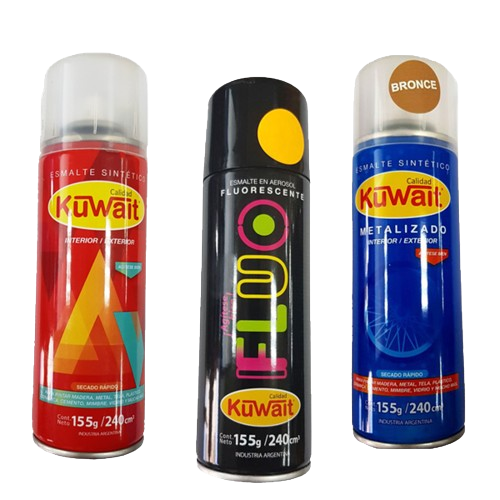 ESMALTE SINTÉTICO
Calidad
Kuwait
INTERIOR / EXTERIOR
SECADO RÁPIDO
Cont.
Neto 155g/240cm³
INDUSTRIA ARGENTINA
ESMALTE EN AEROSOL
FLUORESCENTE
FLUO
Calidad
Kuwait
Cont.
Neto 155g/240cm³
INDUSTRIA ARGENTINA
BRONCE
ESMALTE SINTÉTICO
Calidad
Kuwait
METALIZADO
INTERIOR / EXTERIOR
SECADO RÁPIDO
155g/240cm³
INDUSTRIA ARGENTINA